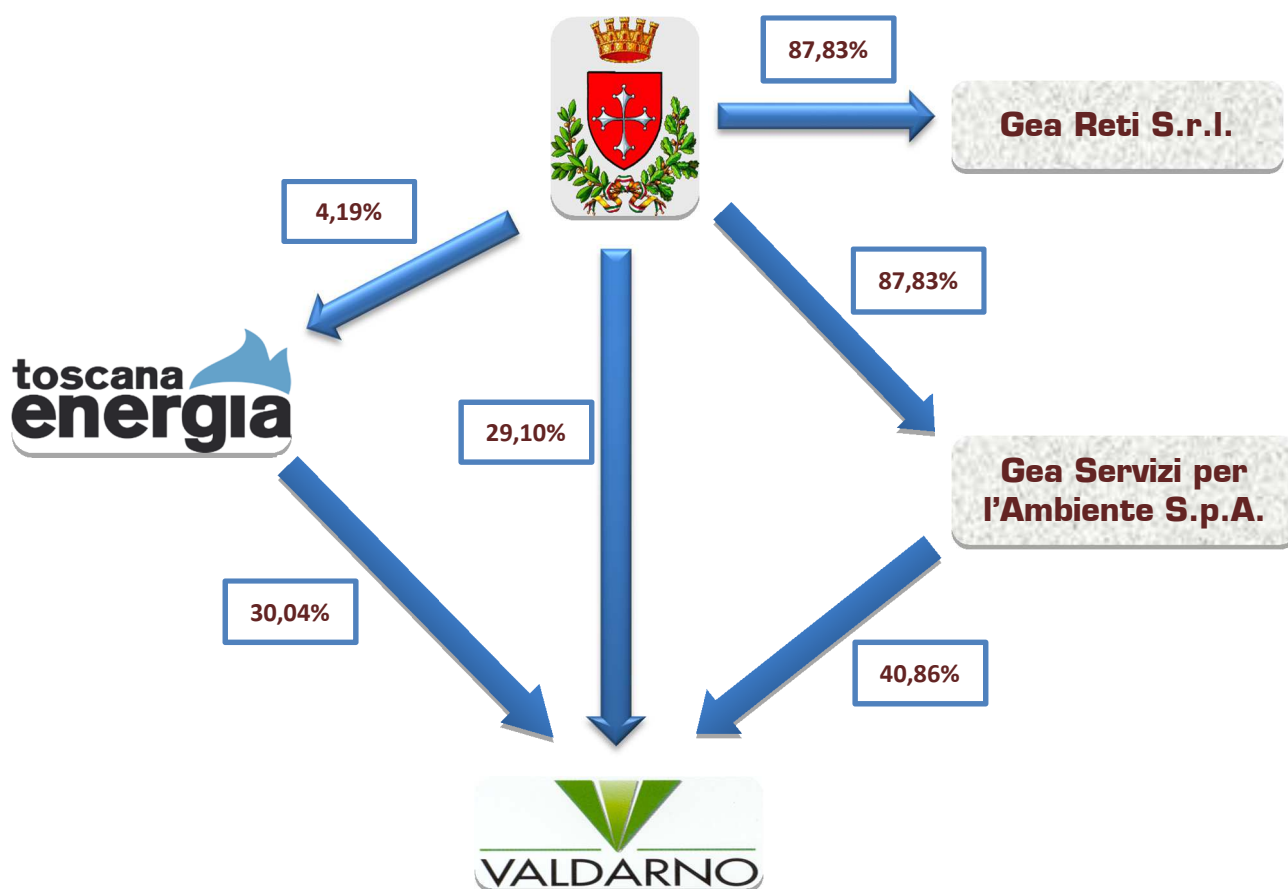 87,83%
Gea Reti S.r.l.
4,19%
87,83%
toscana
energia
29,10%
Gea Servizi per
l'Ambiente S.p.A.
30,04%
40,86%
VALDARNO